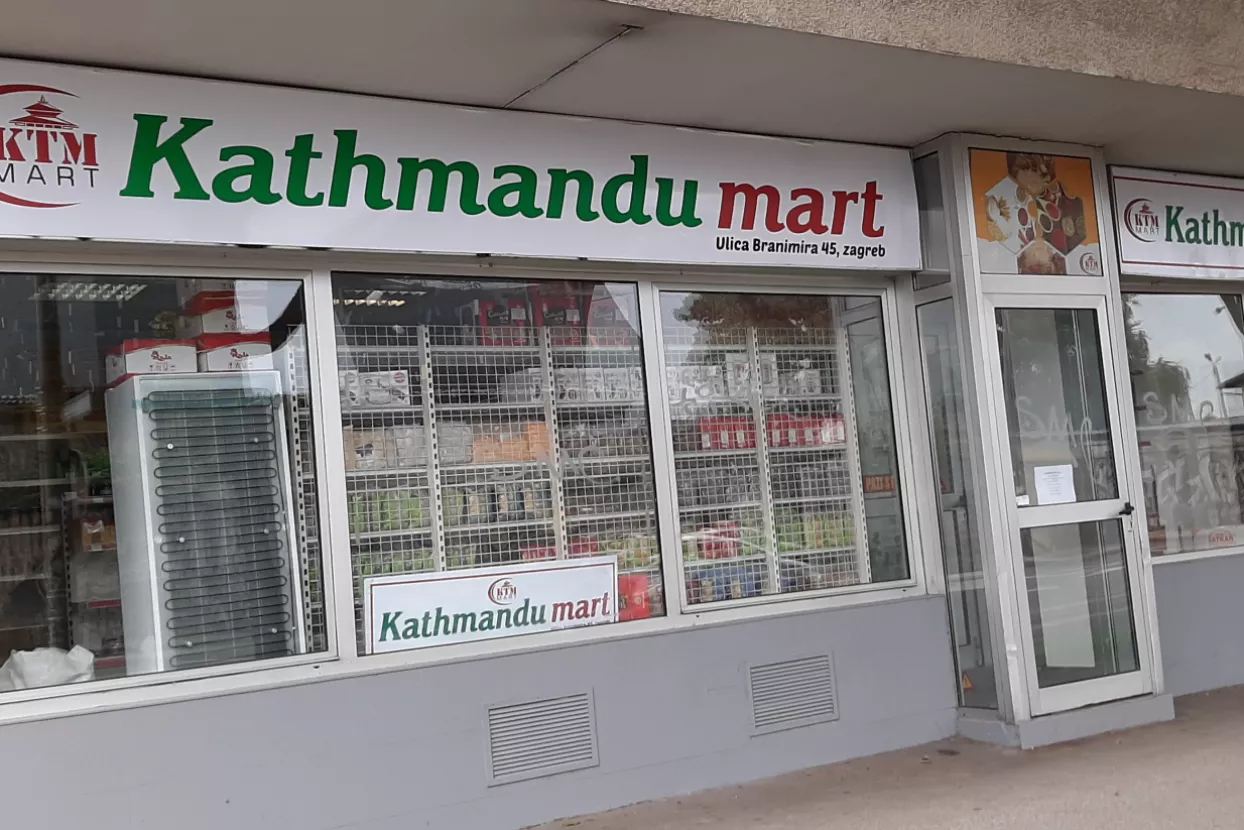 KTM
MART
Kathmandu mart
Ulica Branimira 45, zagreb
KTM
MART
Kathm
KTM
MART
Kathmandu mart